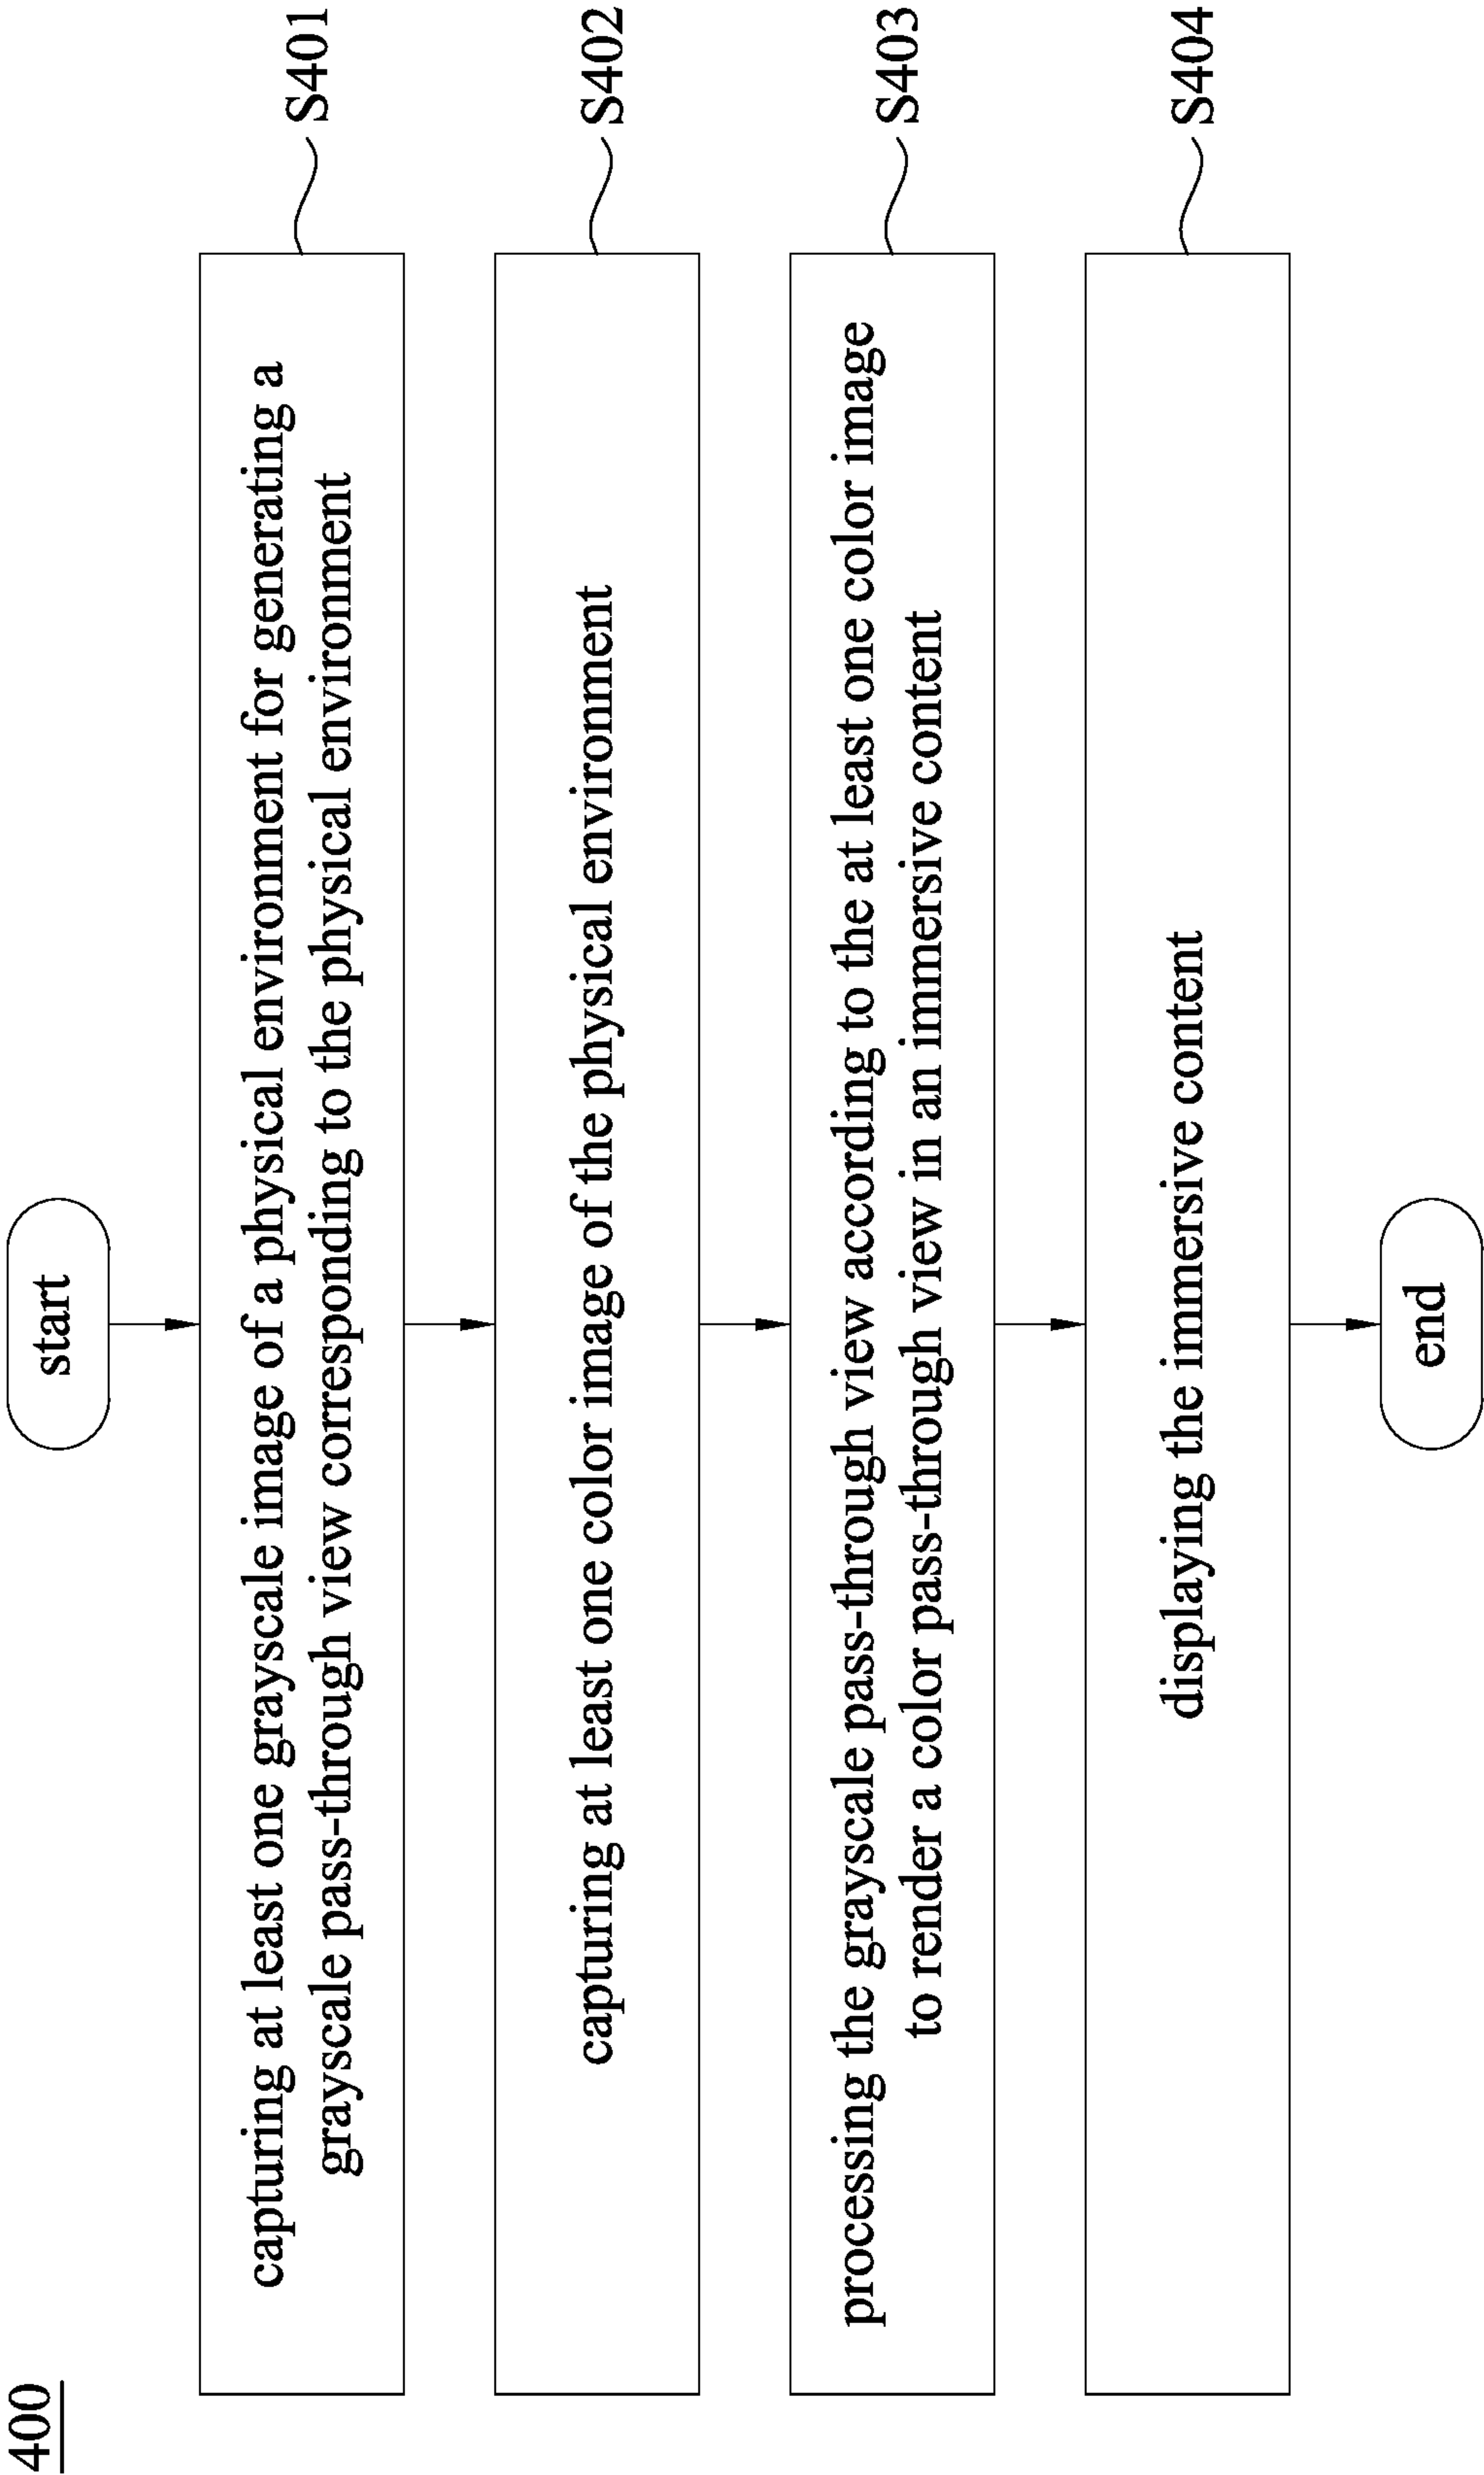 400
start
capturing at least one grayscale image of a physical environment for generating a
grayscale pass-through view corresponding to the physical environment
S401
capturing at least one color image of the physical environment
S402
processing the grayscale pass-through view according to the at least one color image
to render a color pass-through view in an immersive content
S403
displaying the immersive content
S404
end